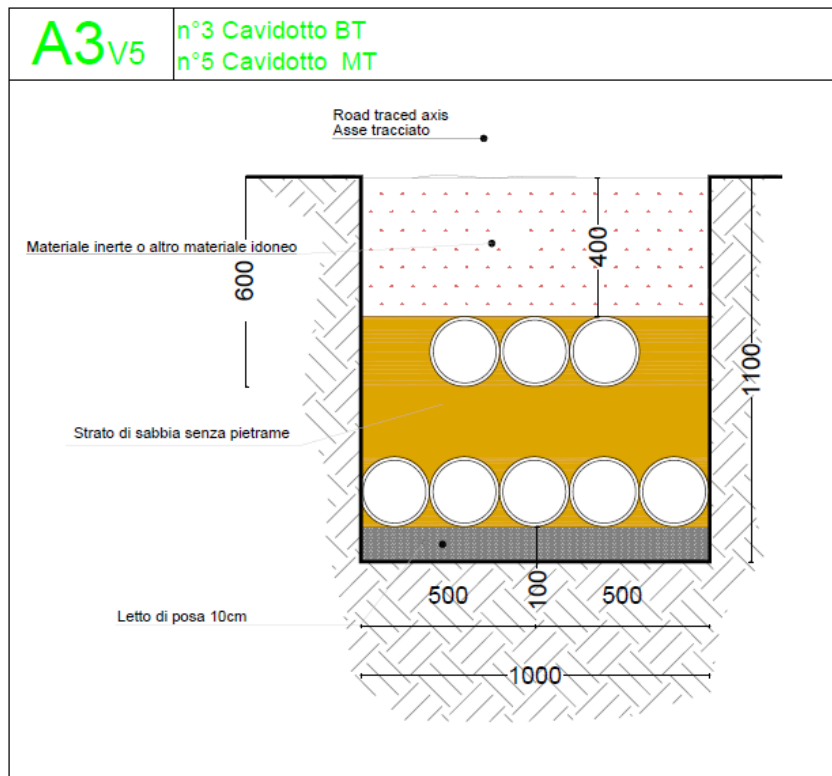 A3V5
n°3 Cavidotto BT
n°5 Cavidotto MT
Road traced axis
Asse tracciato
Materiale inerte o altro materiale idoneo
400
600
1100
Strato di sabbia senza pietrame
500
100
500
Letto di posa 10cm
1000